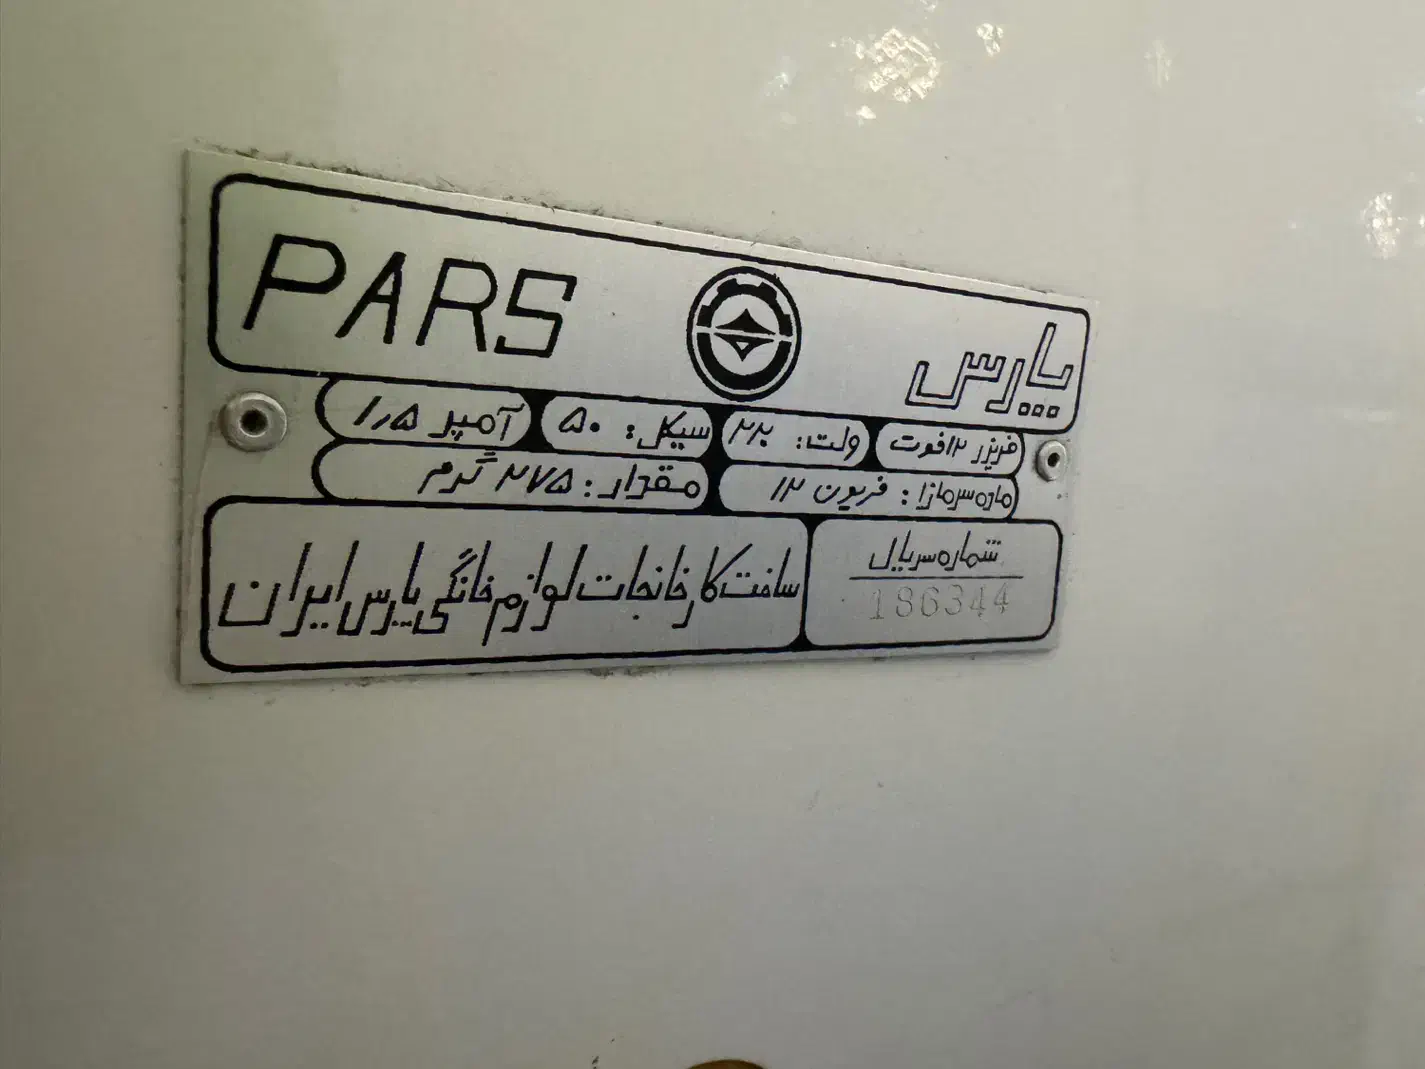 PARS پارس
فریزر ۱۲ فوت ولت: ۲۲۰ سیکل: ۵۰ آمپر ۱٫۵
ماده سرمازا: فریون ۱۲ مقدار: ۲۷۵ گرم
شماره سریال
186344
ساخت کارخانجات لوازم خانگی پارس ایران